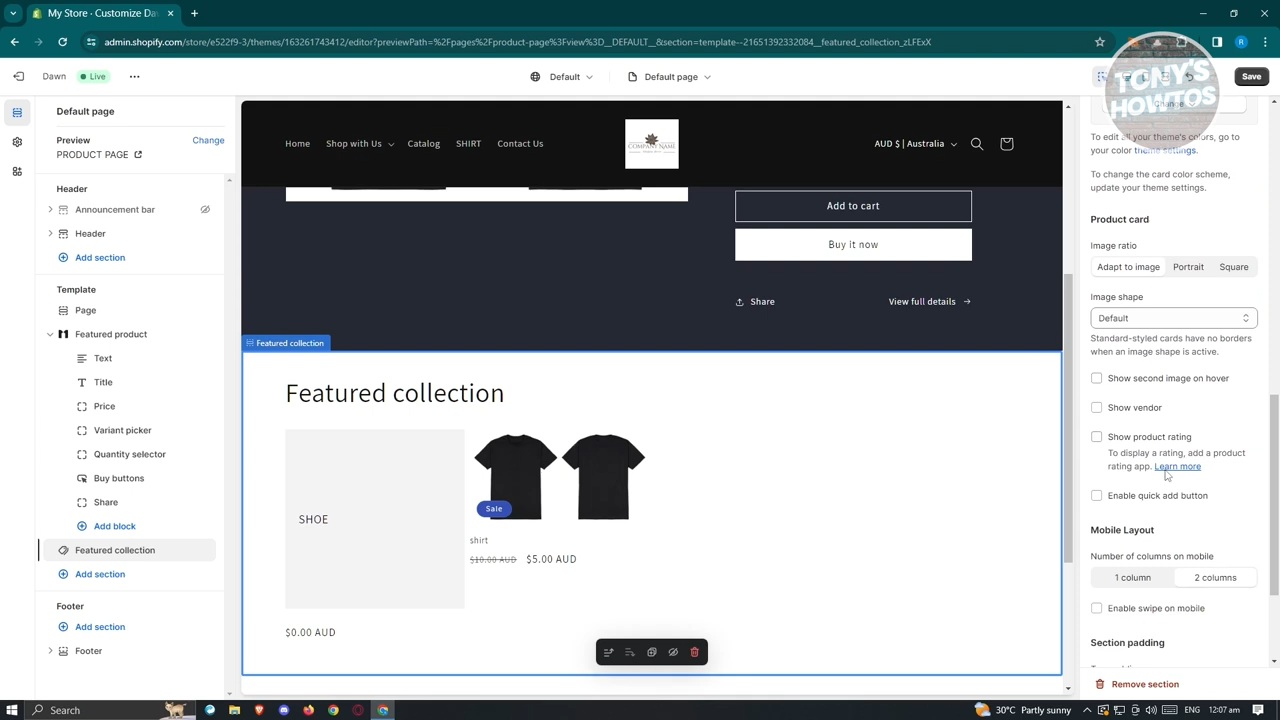 My Store · Customize Da
admin.shopify.com/store/e522f9-3/themes/163261743412/editor?previewPath=%2Fpages%2Fproduct-page%3Fview%3D__DEFAULT__&section=template--21651392332084__featured_collection_zLFExX
R
Dawn
Live
Default
Default page
Save
TONY'S
HOWTOS
Default page
Preview
Change
PRODUCT PAGE
Header
Announcement bar
Header
Add section
Template
Page
Featured product
Text
Title
Price
Variant picker
Quantity selector
Buy buttons
Share
Add block
Featured collection
Add section
Footer
Add section
Footer
Home
Shop with Us
Catalog
SHIRT
Contact Us
COMPANY NAME
AUD $ | Australia
Add to cart
Buy it now
Share
View full details
Featured collection
Featured collection
SHOE
$0.00 AUD
Sale
shirt
$10.00 AUD $5.00 AUD
Change
To edit all your theme's colors, go to
your color theme settings.
To change the card color scheme,
update your theme settings.
Product card
Image ratio
Adapt to image
Portrait
Square
Image shape
Default
Standard-styled cards have no borders
when an image shape is active.
Show second image on hover
Show vendor
Show product rating
To display a rating, add a product
rating app. Learn more
Enable quick add button
Mobile Layout
Number of columns on mobile
1 column
2 columns
Enable swipe on mobile
Section padding
Remove section
Search
30°C Partly sunny
ENG
12:07 am